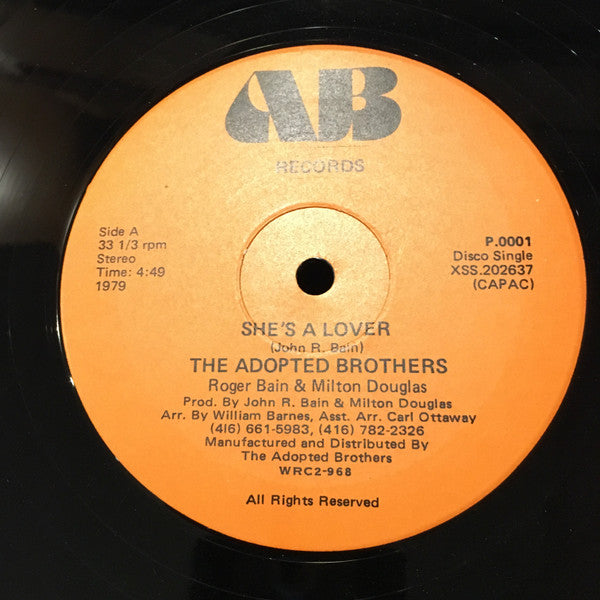 AB
RECORDS
Side A
33 1/3 rpm
Stereo
Time: 4:49
1979
P.0001
Disco Single
XSS.202637
(CAPAC)
SHE'S A LOVER
(John R. Bain)
THE ADOPTED BROTHERS
Roger Bain & Milton Douglas
Prod. By John R. Bain & Milton Douglas
Arr. By William Barnes, Asst. Arr. Carl Ottaway
(416) 661-5983, (416) 782-2326
Manufactured and Distributed By
The Adopted Brothers
WRC2-968
All Rights Reserved